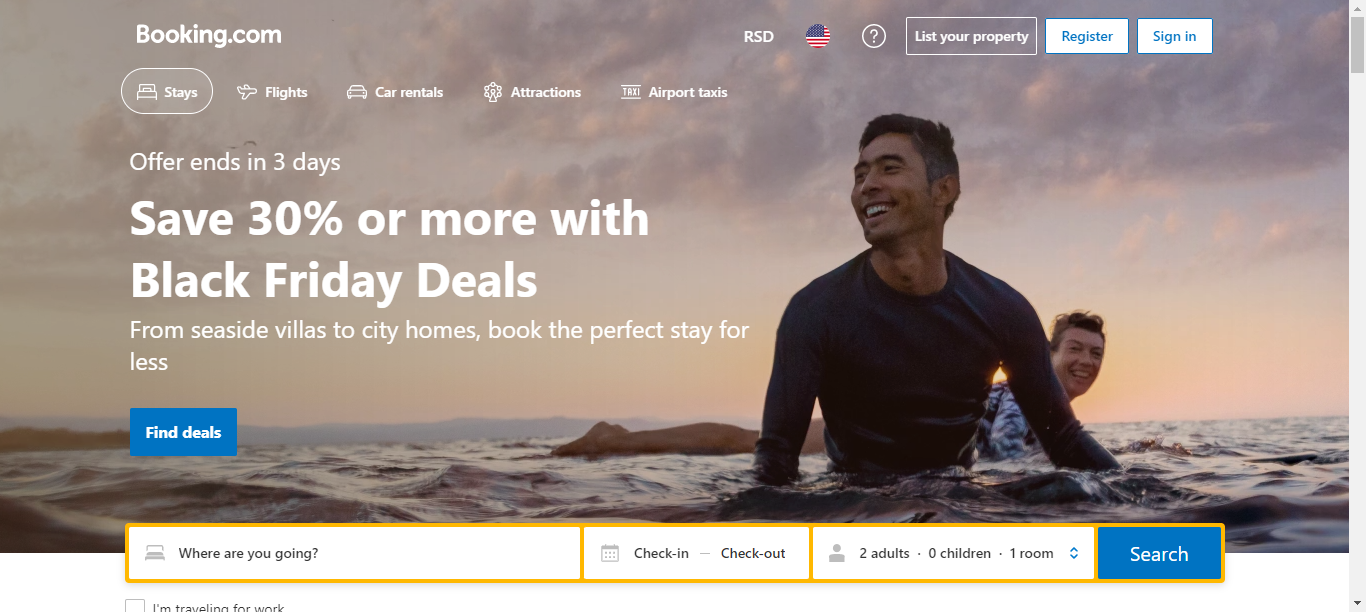 Booking.com
RSD
?
List your property
Register
Sign in
Stays
Flights
Car rentals
Attractions
TAXI Airport taxis
Offer ends in 3 days
Save 30% or more with
Black Friday Deals
From seaside villas to city homes, book the perfect stay for
less
Find deals
Where are you going?
Check-in — Check-out
2 adults · 0 children · 1 room
Search
I'm traveling for work